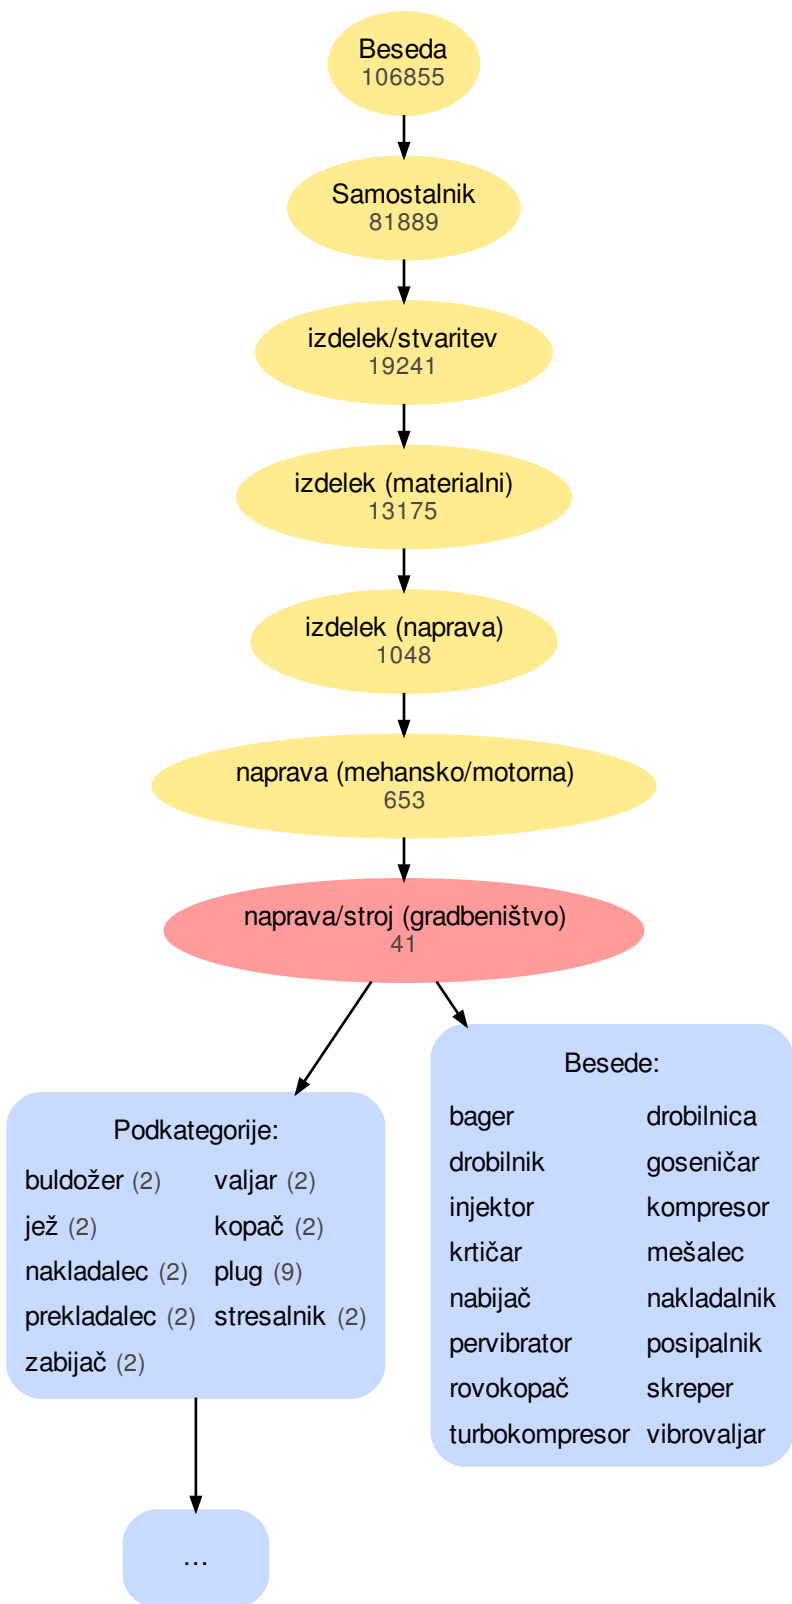 Beseda
106855
Samostalnik
81889
izdelek/stvaritev
19241
izdelek (materialni)
13175
izdelek (naprava)
1048
naprava (mehansko/motorna)
653
naprava/stroj (gradbeništvo)
41
Podkategorije:
buldožer (2) valjar (2)
jež (2) kopač (2)
nakladalec (2) plug (9)
prekladalec (2) stresalnik (2)
zabijač (2)
...
Besede:
bager drobilnica
drobilnik goseničar
injektor kompresor
krtičar mešalec
nabijač nakladalnik
pervibrator posipalnik
rovokopač skreper
turbokompresor vibrovaljar